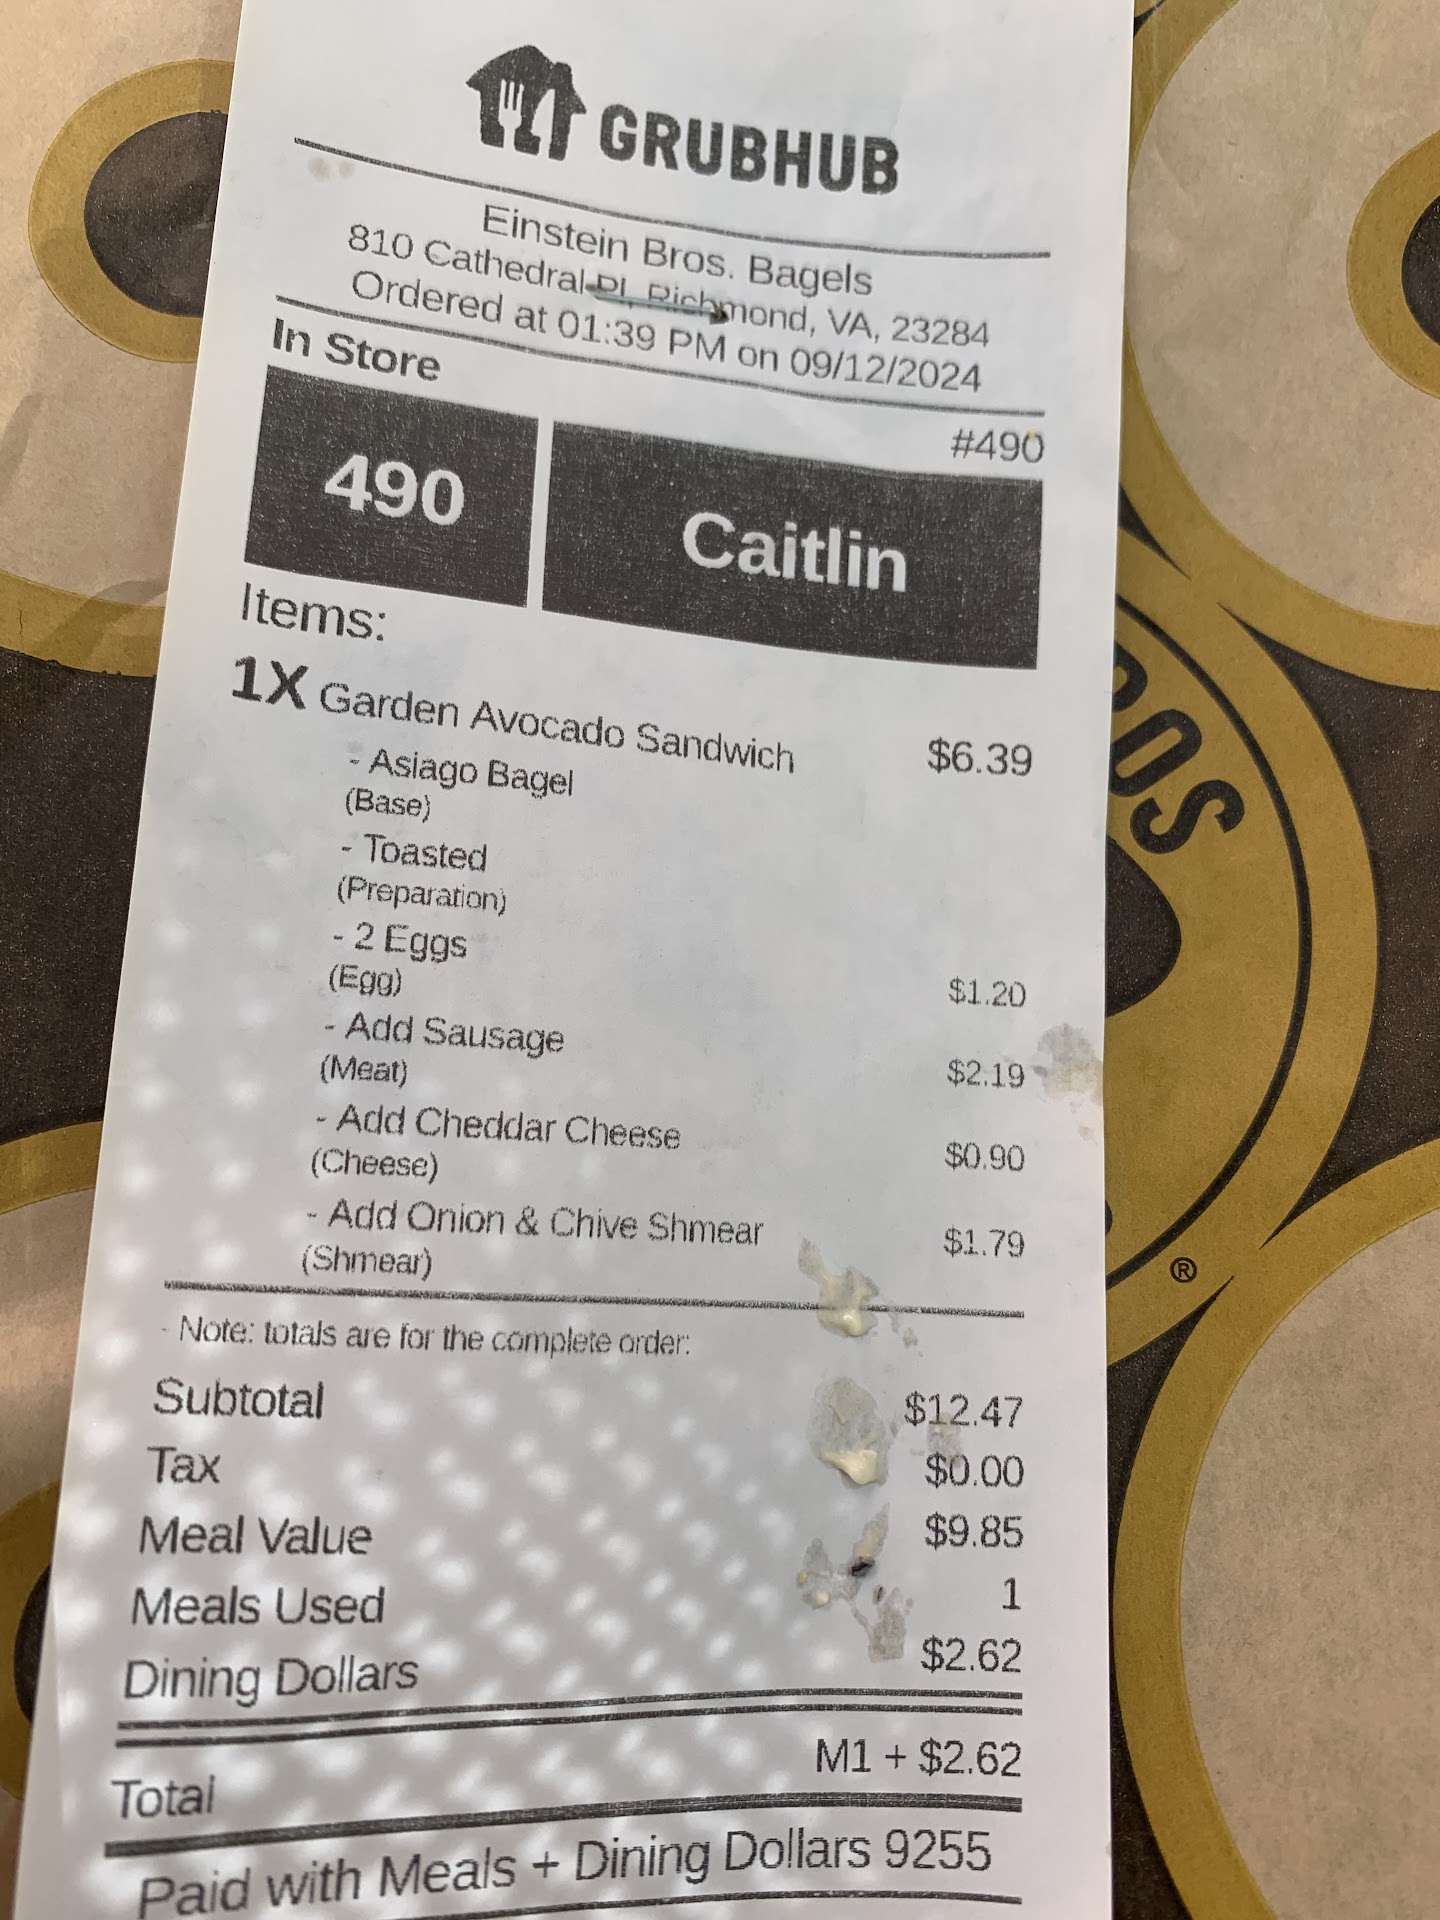 GRUBHUB
Einstein Bros. Bagels
810 Cathedral Pl, Richmond, VA, 23284
Ordered at 01:39 PM on 09/12/2024
In Store
#490
490 Caitlin
Items:
1X Garden Avocado Sandwich $6.39
- Asiago Bagel
(Base)
- Toasted
(Preparation)
- 2 Eggs
(Egg) $1.20
- Add Sausage
(Meat) $2.19
- Add Cheddar Cheese
(Cheese) $0.90
- Add Onion & Chive Shmear
(Shmear) $1.79
- Note: totals are for the complete order:
Subtotal $12.47
Tax $0.00
Meal Value $9.85
Meals Used 1
Dining Dollars $2.62
Total M1 + $2.62
Paid with Meals + Dining Dollars 9255
ROS
®